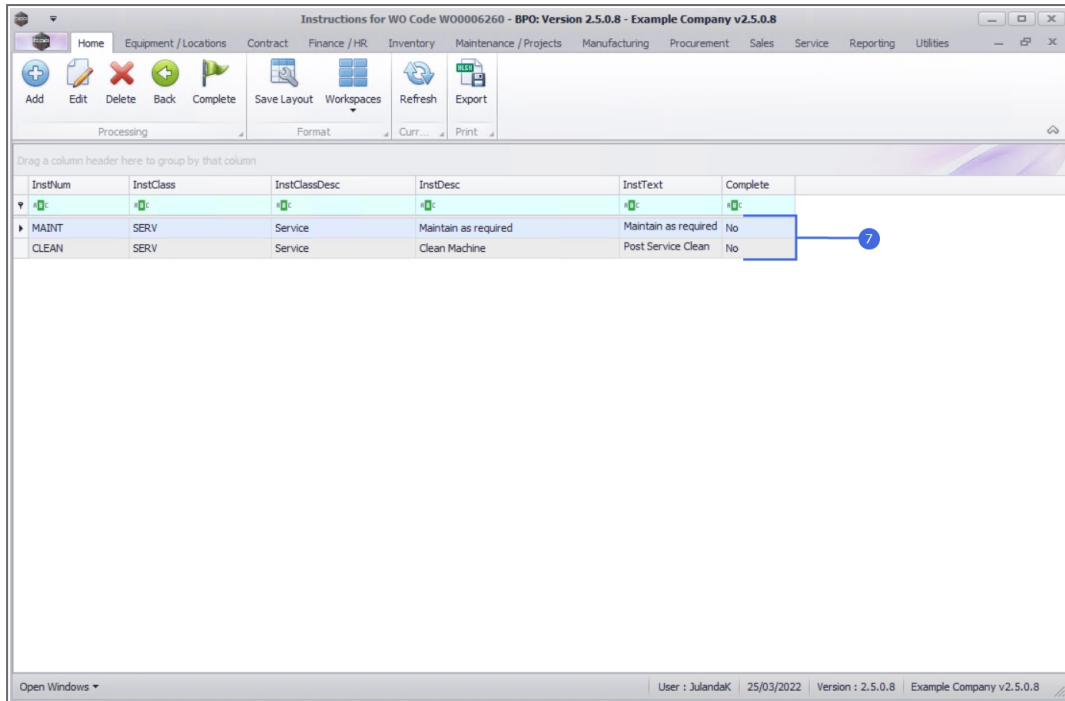 Instructions for WO Code WO0006260 - BPO: Version 2.5.0.8 - Example Company v2.5.0.8
Home Equipment / Locations Contract Finance / HR Inventory Maintenance / Projects Manufacturing Procurement Sales Service Reporting Utilities
Add Edit Delete Back Complete Save Layout Workspaces Refresh Export
Processing Format Curr... Print
Drag a column header here to group by that column
InstNum InstClass InstClassDesc InstDesc InstText Complete
MAINT SERV Service Maintain as required Maintain as required No
CLEAN SERV Service Clean Machine Post Service Clean No
7
Open Windows User : JulandaK 25/03/2022 Version : 2.5.0.8 Example Company v2.5.0.8